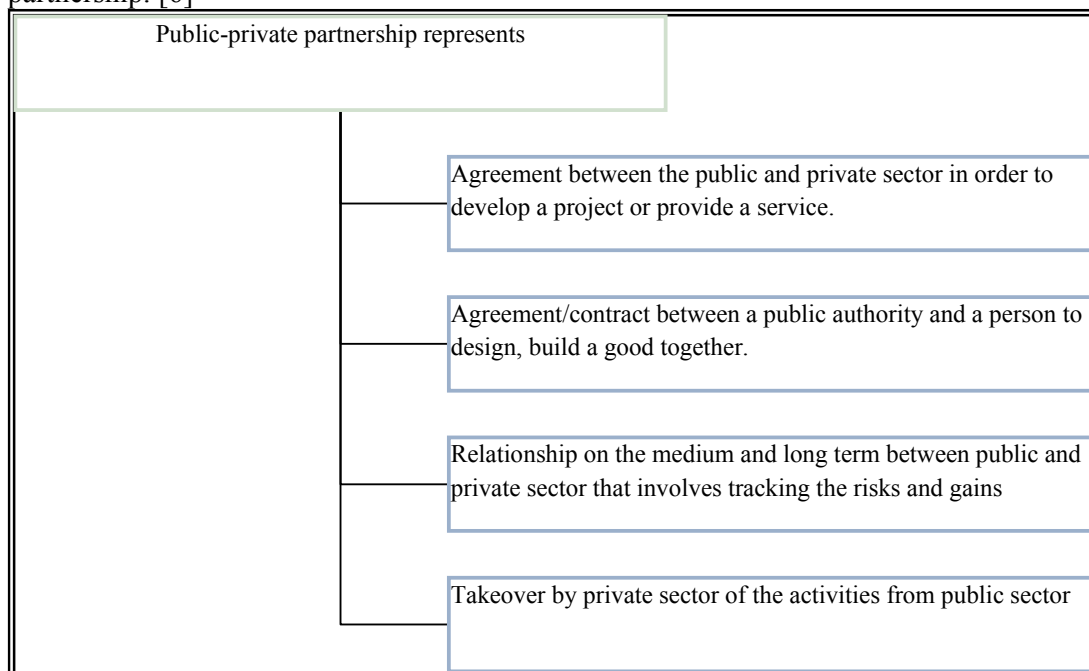 partnership. [6]
Public-private partnership represents
Agreement between the public and private sector in order to
develop a project or provide a service.
Agreement/contract between a public authority and a person to
design, build a good together.
Relationship on the medium and long term between public and
private sector that involves tracking the risks and gains
Takeover by private sector of the activities from public sector